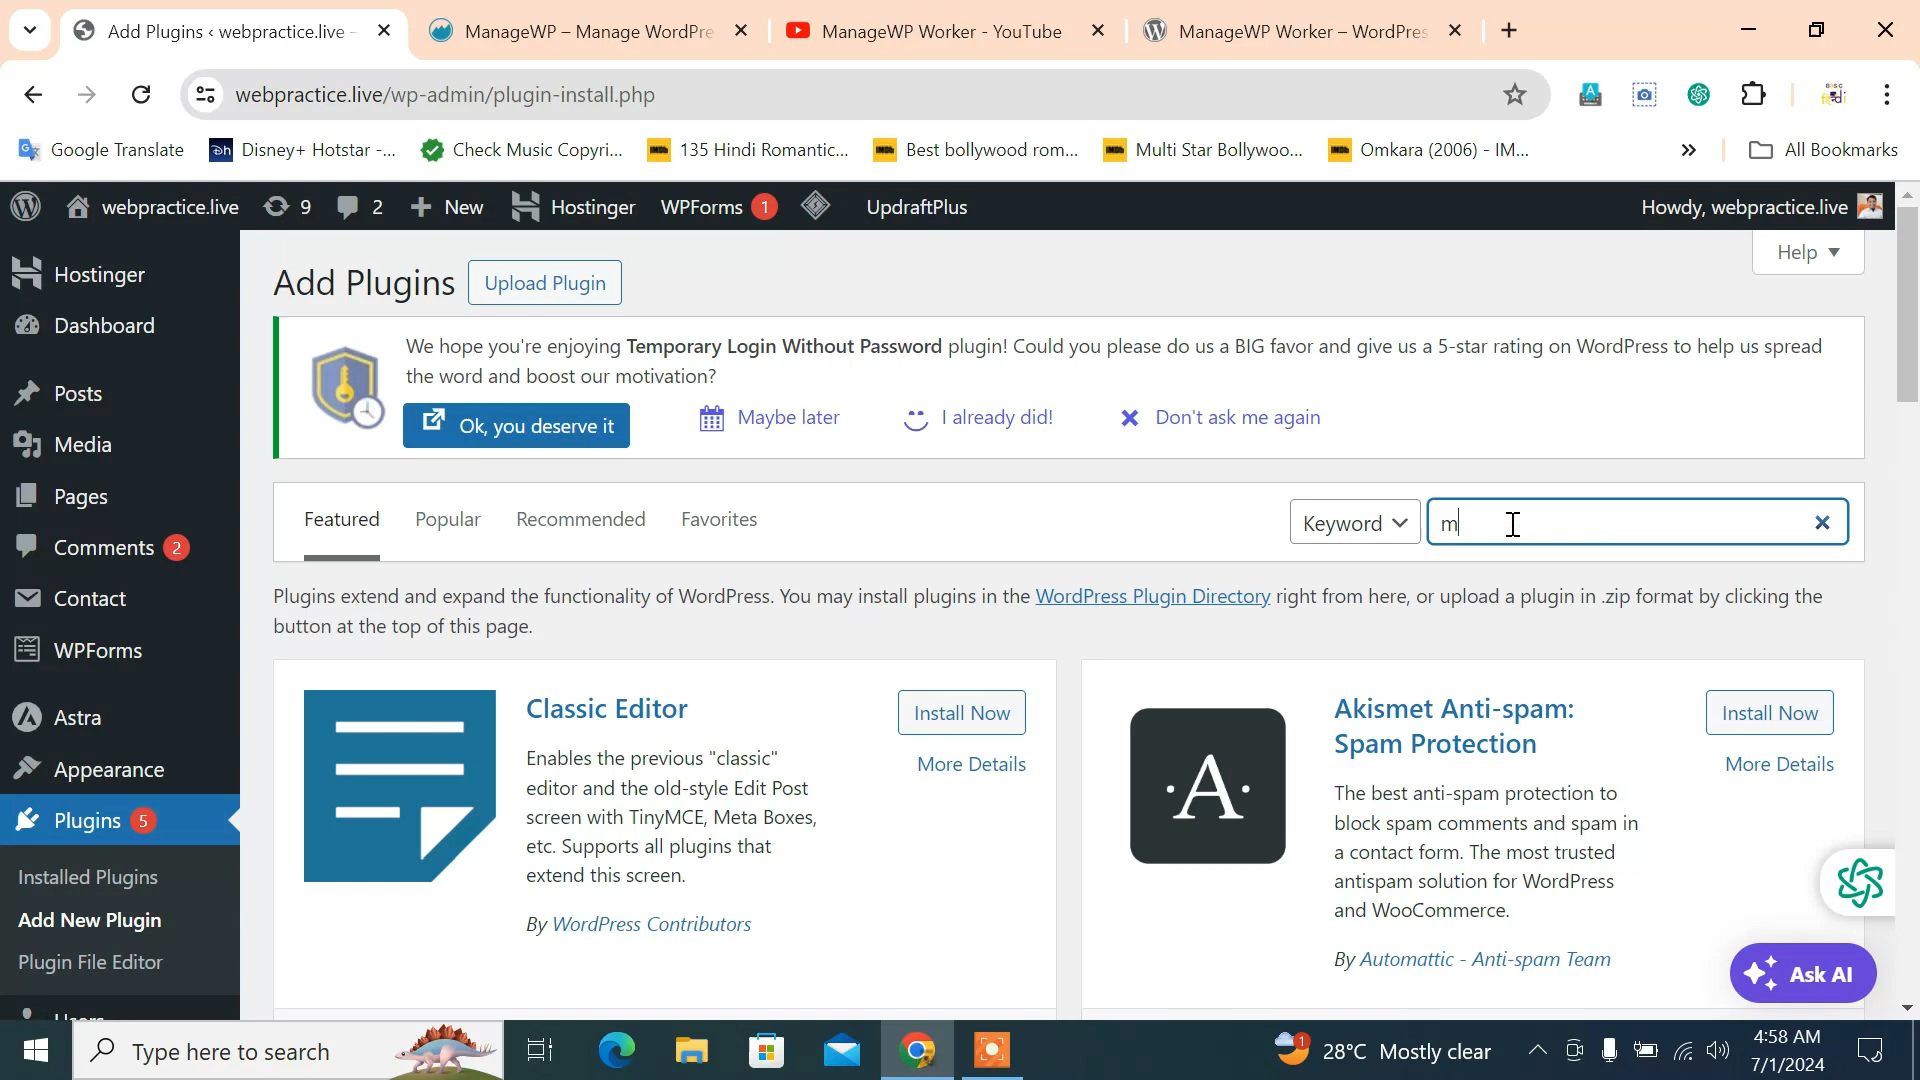 Add Plugins ‹ webpractice.live –
ManageWP – Manage WordPre
ManageWP Worker - YouTube
ManageWP Worker – WordPres
webpractice.live/wp-admin/plugin-install.php
Google Translate
Disney+ Hotstar -...
Check Music Copyri...
135 Hindi Romantic...
Best bollywood rom...
Multi Star Bollywoo...
Omkara (2006) - IM...
All Bookmarks
webpractice.live
9
2
New
Hostinger
WPForms 1
UpdraftPlus
Howdy, webpractice.live
Hostinger
Dashboard
Posts
Media
Pages
Comments 2
Contact
WPForms
Astra
Appearance
Plugins 5
Installed Plugins
Add New Plugin
Plugin File Editor
Users
Help
Add Plugins
Upload Plugin
We hope you're enjoying Temporary Login Without Password plugin! Could you please do us a BIG favor and give us a 5-star rating on WordPress to help us spread
the word and boost our motivation?
Ok, you deserve it
Maybe later
I already did!
Don't ask me again
Featured
Popular
Recommended
Favorites
Keyword
m
Plugins extend and expand the functionality of WordPress. You may install plugins in the WordPress Plugin Directory right from here, or upload a plugin in .zip format by clicking the
button at the top of this page.
Classic Editor
Install Now
More Details
Enables the previous "classic"
editor and the old-style Edit Post
screen with TinyMCE, Meta Boxes,
etc. Supports all plugins that
extend this screen.
By WordPress Contributors
·A·
Akismet Anti-spam:
Spam Protection
Install Now
More Details
The best anti-spam protection to
block spam comments and spam in
a contact form. The most trusted
antispam solution for WordPress
and WooCommerce.
By Automattic - Anti-spam Team
Ask AI
Type here to search
1
28°C Mostly clear
4:58 AM
7/1/2024